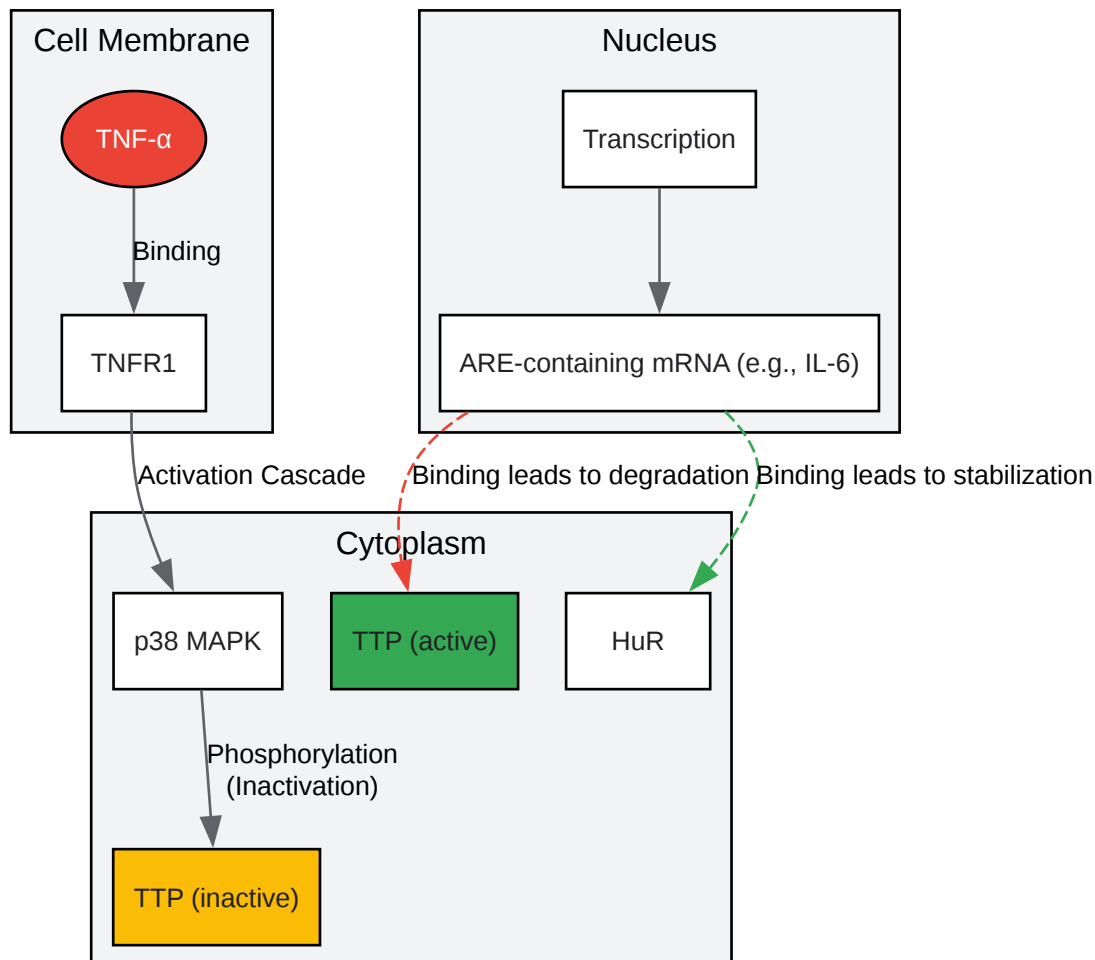 Cell Membrane
TNF-α
Binding
TNFR1
Activation Cascade
Nucleus
Transcription
ARE-containing mRNA (e.g., IL-6)
Binding leads to degradation
Binding leads to stabilization
Cytoplasm
p38 MAPK
TTP (active)
HuR
Phosphorylation
(Inactivation)
TTP (inactive)